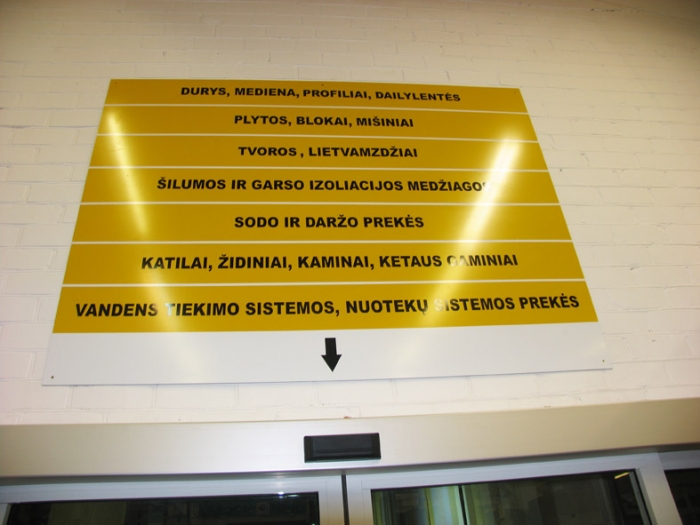 DURYS, MEDIENA, PROFILIAI, DAILYLENTĖS
PLYTOS, BLOKAI, MIŠINIAI
TVOROS , LIETVAMZDŽIAI
ŠILUMOS IR GARSO IZOLIACIJOS MEDŽIAGOS
SODO IR DARŽO PREKĖS
KATILAI, ŽIDINIAI, KAMINAI, KETAUS GAMINIAI
VANDENS TIEKIMO SISTEMOS, NUOTEKŲ SISTEMOS PREKĖS